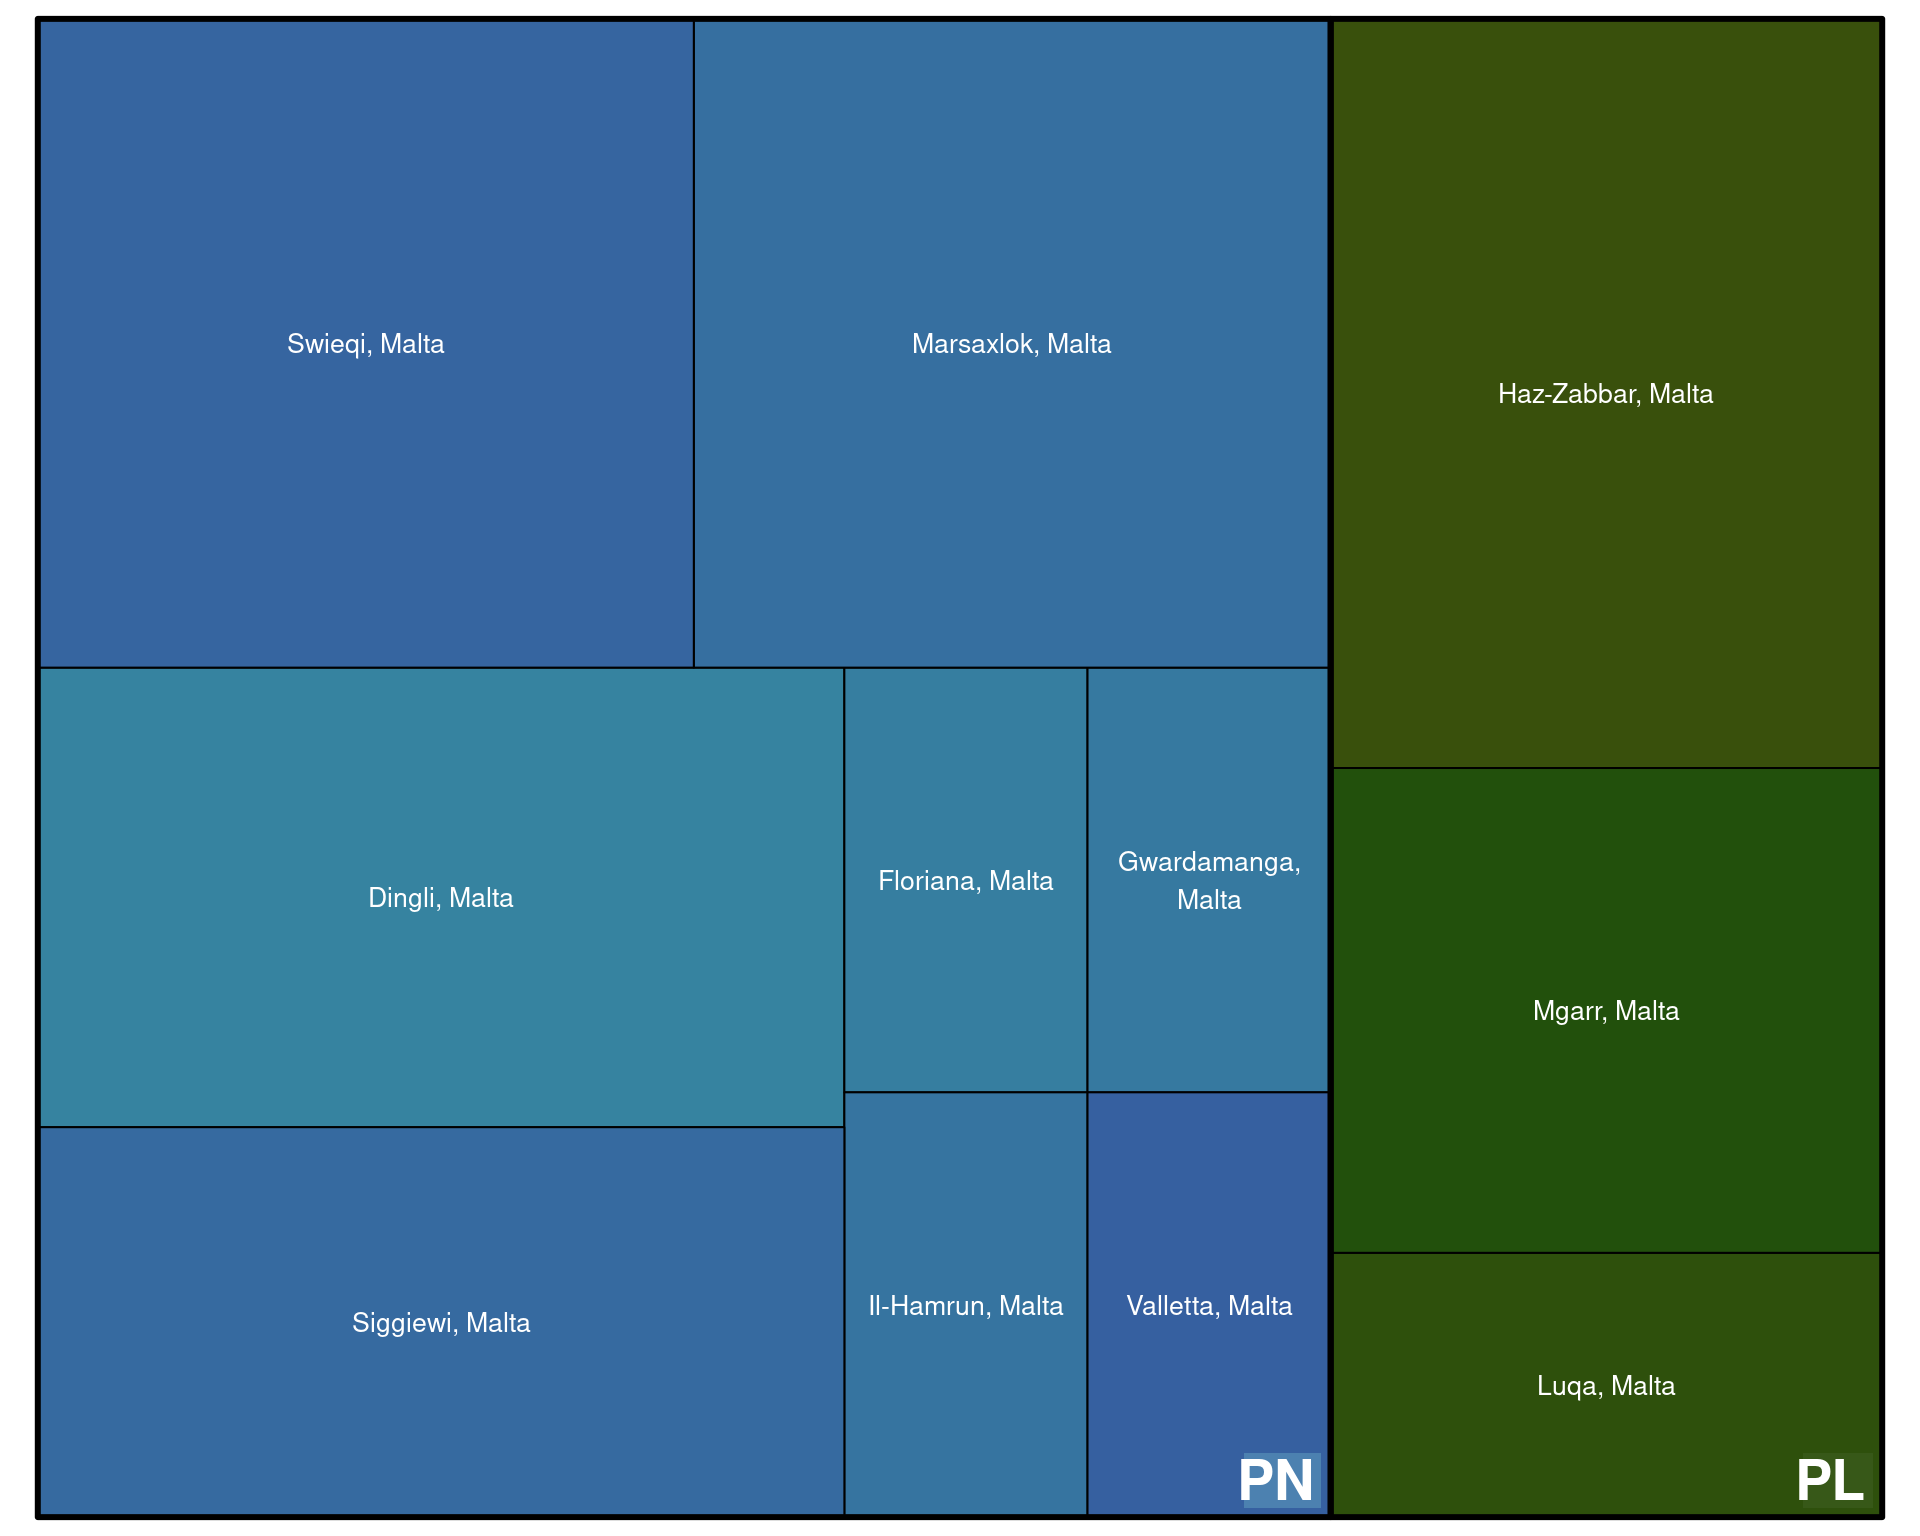 Swieqi, Malta
Marsaxlok, Malta
Haz-Zabbar, Malta
Dingli, Malta
Floriana, Malta
Gwardamanga,
Malta
Mgarr, Malta
Siggiewi, Malta
Il-Hamrun, Malta
Valletta, Malta
Luqa, Malta
PN
PL